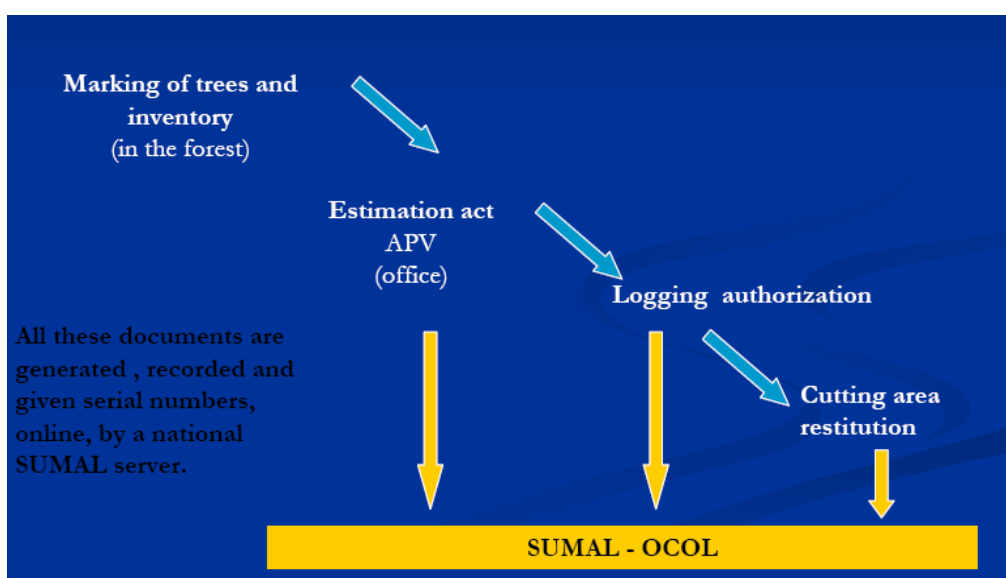 Marking of trees and
inventory
(in the forest)
Estimation act
APV
(office)
Logging authorization
All these documents are
generated , recorded and
given serial numbers,
online, by a national
SUMAL server.
Cutting area
restitution
SUMAL - OCOL